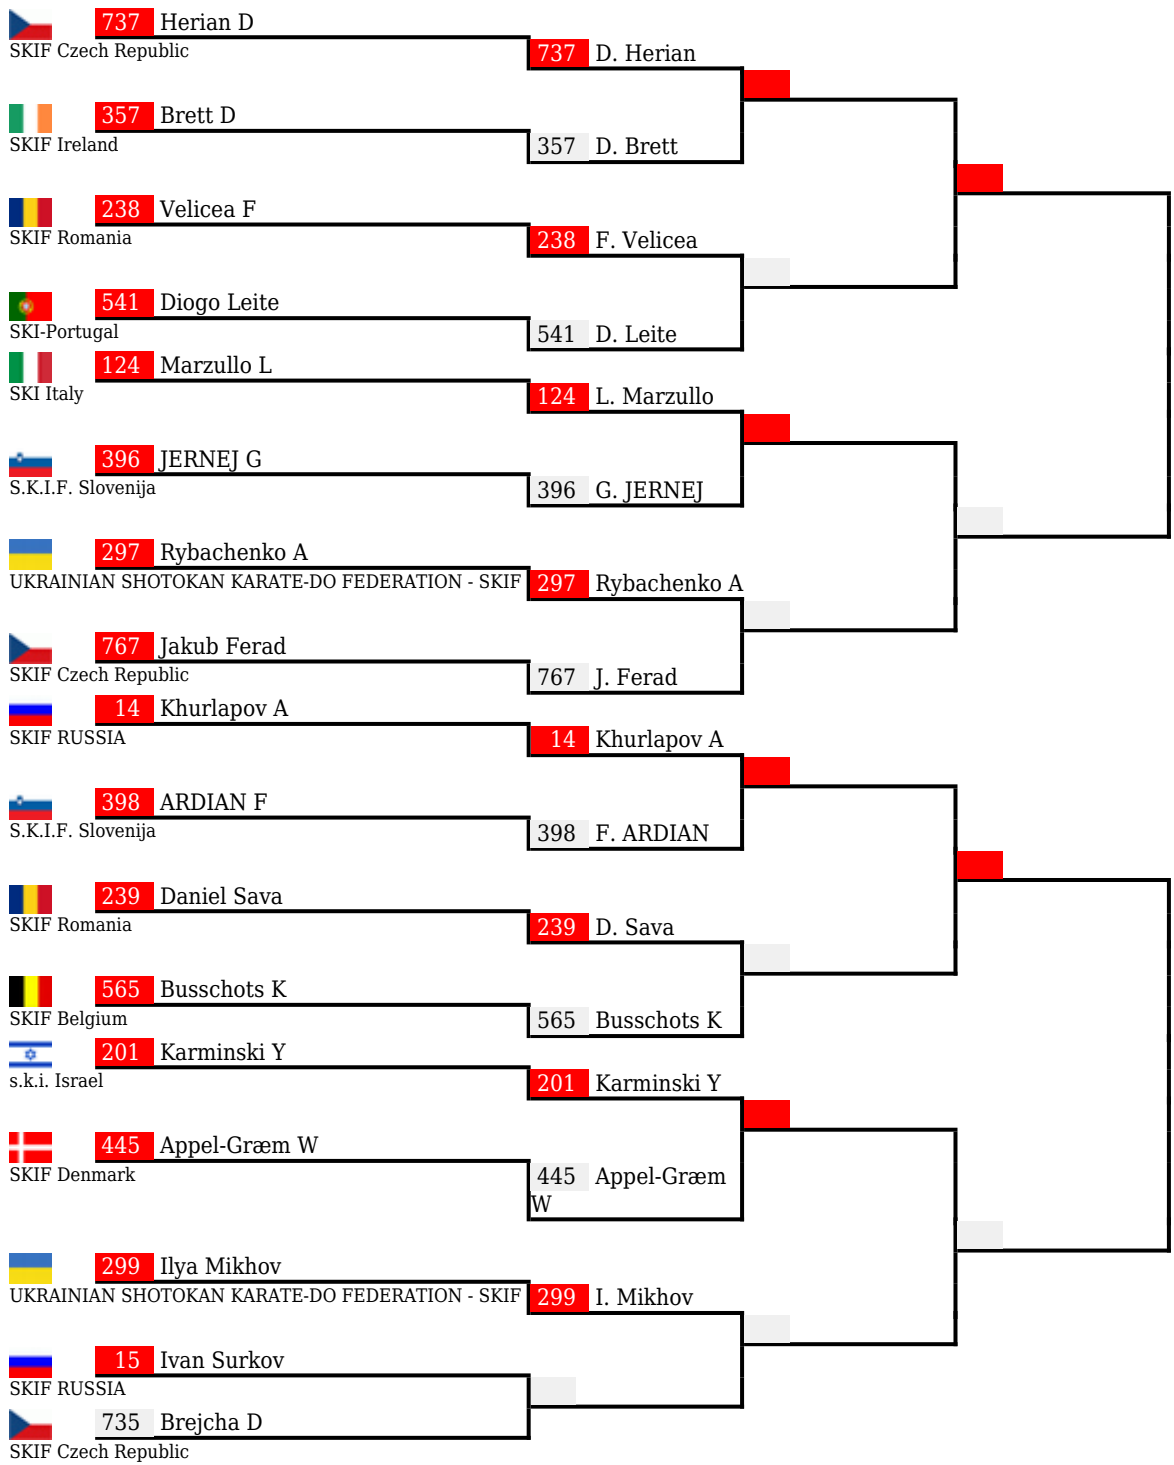 737 Herian D
SKIF Czech Republic
737 D. Herian
357 Brett D
SKIF Ireland
357 D. Brett
238 Velicea F
SKIF Romania
238 F. Velicea
541 Diogo Leite
SKI-Portugal
541 D. Leite
124 Marzullo L
SKI Italy
124 L. Marzullo
396 JERNEJ G
S.K.I.F. Slovenija
396 G. JERNEJ
297 Rybachenko A
UKRAINIAN SHOTOKAN KARATE-DO FEDERATION - SKIF
297 Rybachenko A
767 Jakub Ferad
SKIF Czech Republic
767 J. Ferad
14 Khurlapov A
SKIF RUSSIA
14 Khurlapov A
398 ARDIAN F
S.K.I.F. Slovenija
398 F. ARDIAN
239 Daniel Sava
SKIF Romania
239 D. Sava
565 Busschots K
SKIF Belgium
565 Busschots K
201 Karminski Y
s.k.i. Israel
201 Karminski Y
445 Appel-Græm W
SKIF Denmark
445 Appel-Græm
W
299 Ilya Mikhov
UKRAINIAN SHOTOKAN KARATE-DO FEDERATION - SKIF
299 I. Mikhov
15 Ivan Surkov
SKIF RUSSIA
735 Brejcha D
SKIF Czech Republic